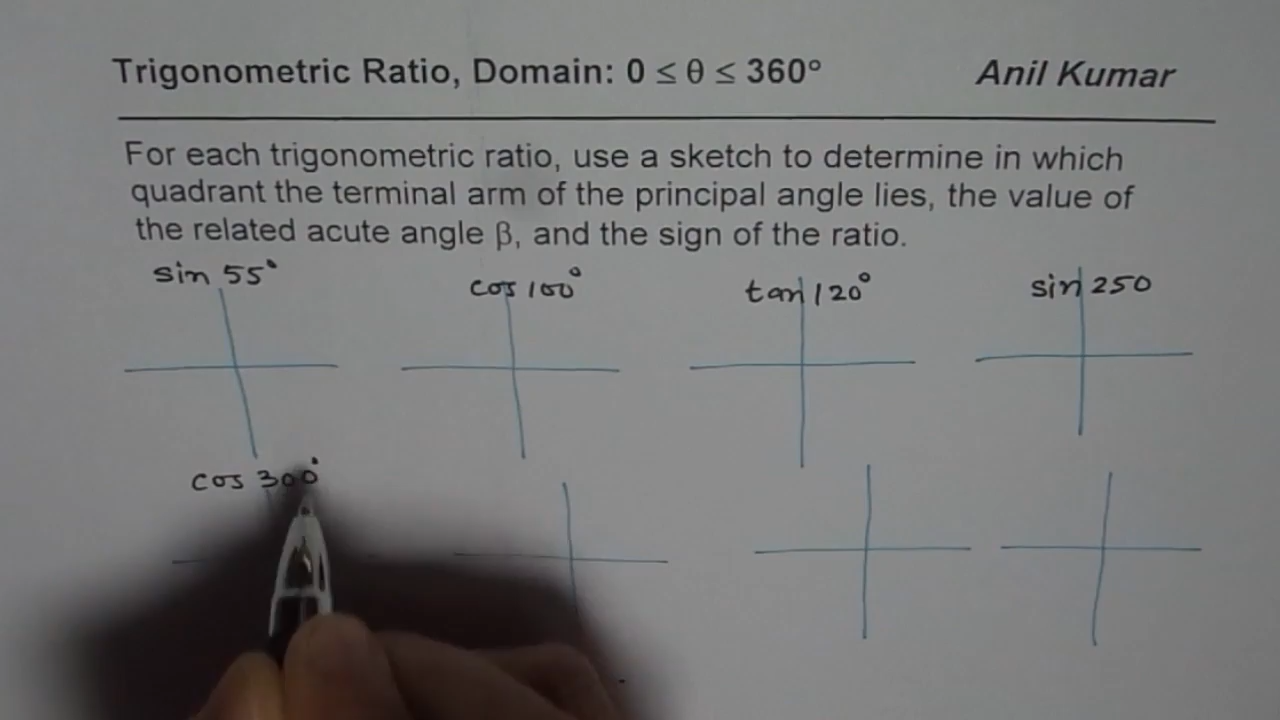 Trigonometric Ratio, Domain: 0 ≤ θ ≤ 360° Anil Kumar
For each trigonometric ratio, use a sketch to determine in which
quadrant the terminal arm of the principal angle lies, the value of
the related acute angle β, and the sign of the ratio.
sin 55° cos 100° tan 120° sin 250
cos 300°